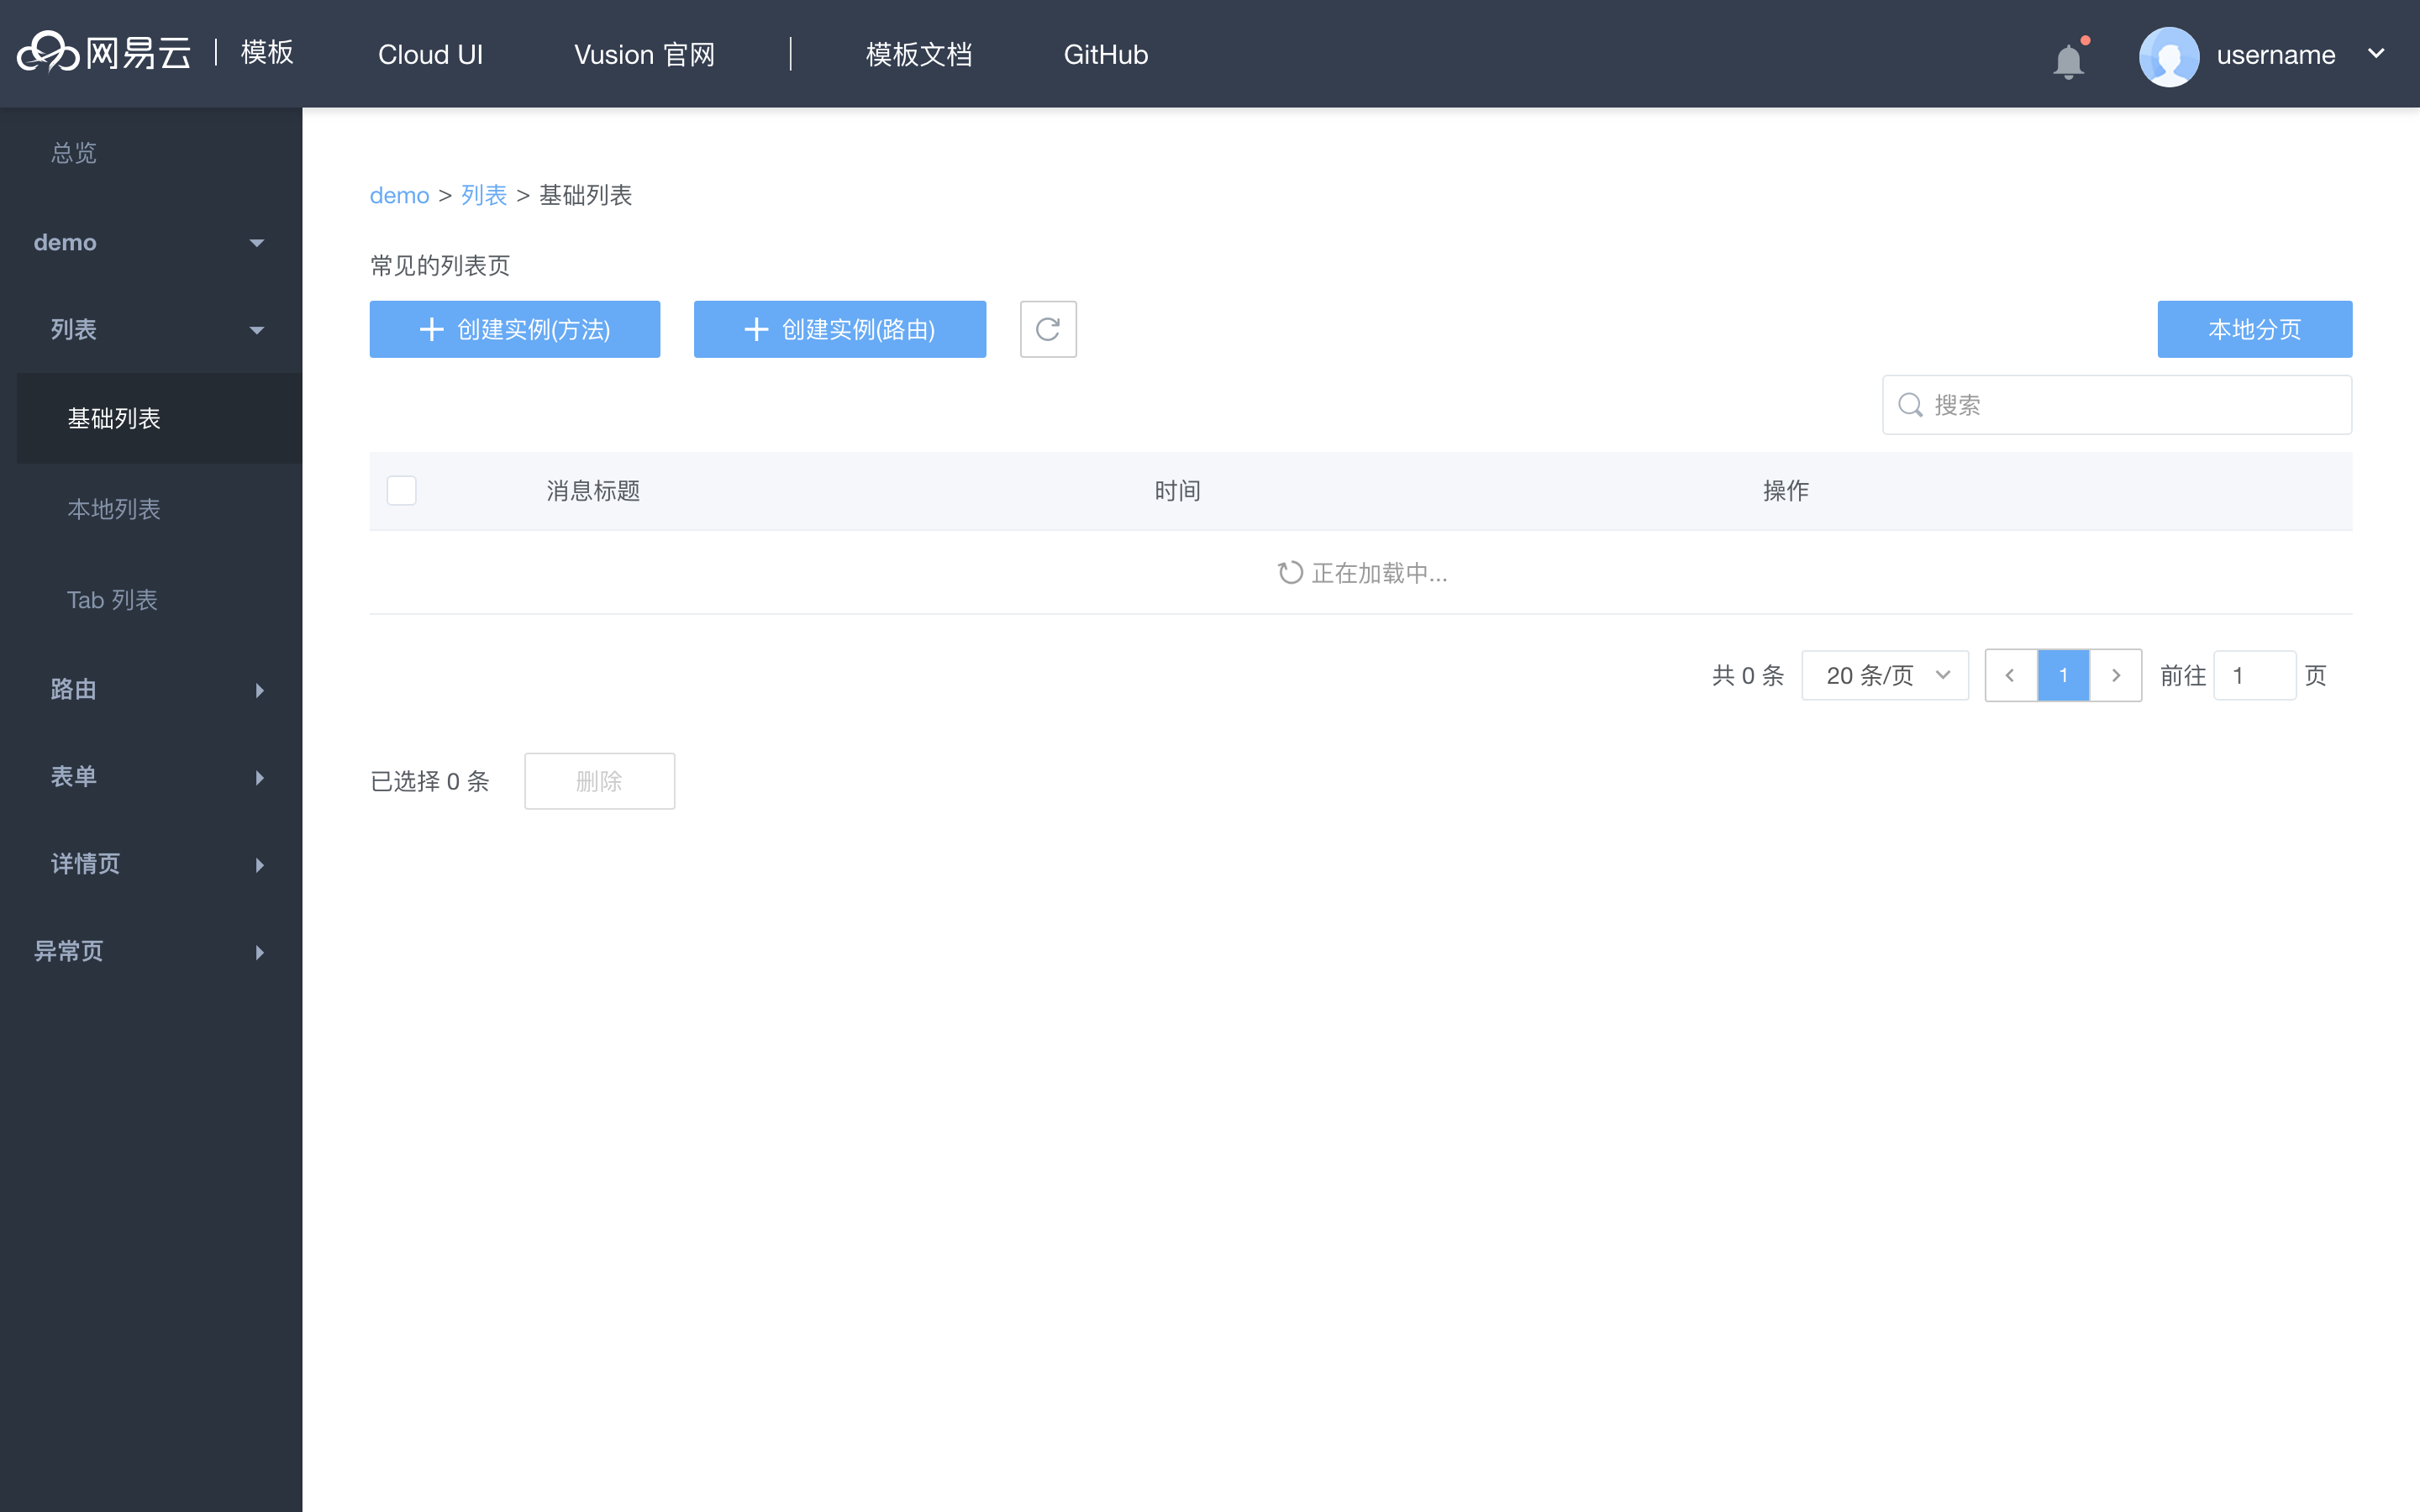 网易云 | 模板 Cloud UI Vusion 官网 | 模板文档 GitHub username
总览
demo
列表
基础列表
本地列表
Tab 列表
路由
表单
详情页
异常页
demo > 列表 > 基础列表
常见的列表页
创建实例(方法) 创建实例(路由) 本地分页
搜索
消息标题 时间 操作
正在加载中...
共 0 条 20 条/页 1 前往 1 页
已选择 0 条 删除